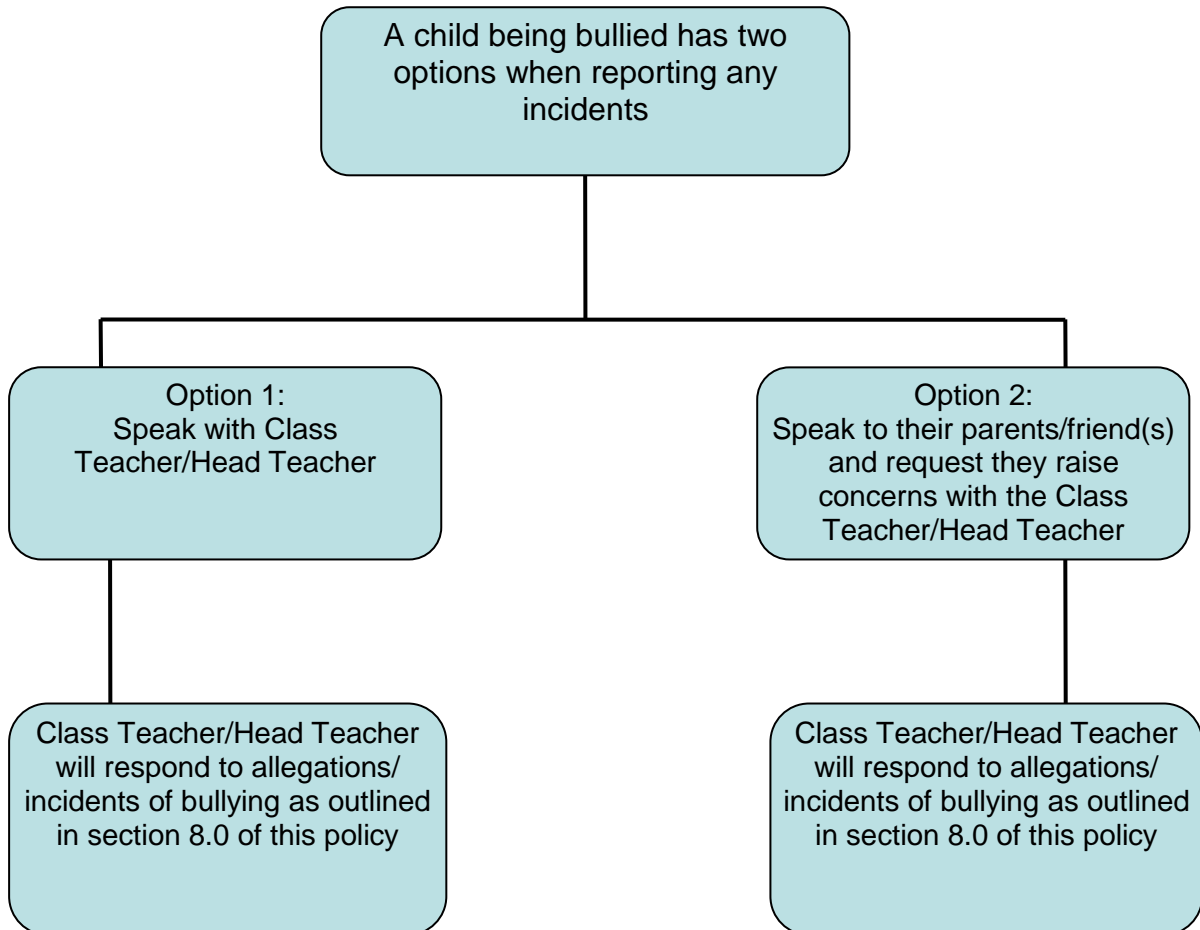 A child being bullied has two
options when reporting any
incidents
Option 1:
Speak with Class
Teacher/Head Teacher
Option 2:
Speak to their parents/friend(s)
and request they raise
concerns with the Class
Teacher/Head Teacher
Class Teacher/Head Teacher
will respond to allegations/
incidents of bullying as outlined
in section 8.0 of this policy
Class Teacher/Head Teacher
will respond to allegations/
incidents of bullying as outlined
in section 8.0 of this policy